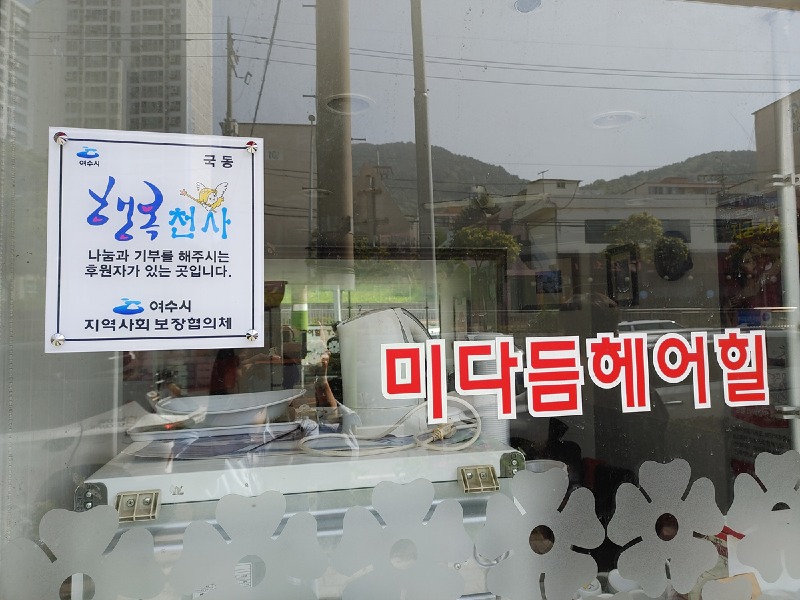 여수시
국동
행복천사
나눔과 기부를 해주시는
후원자가 있는 곳입니다.
여수시
지역사회보장협의체
미다듬헤어힐